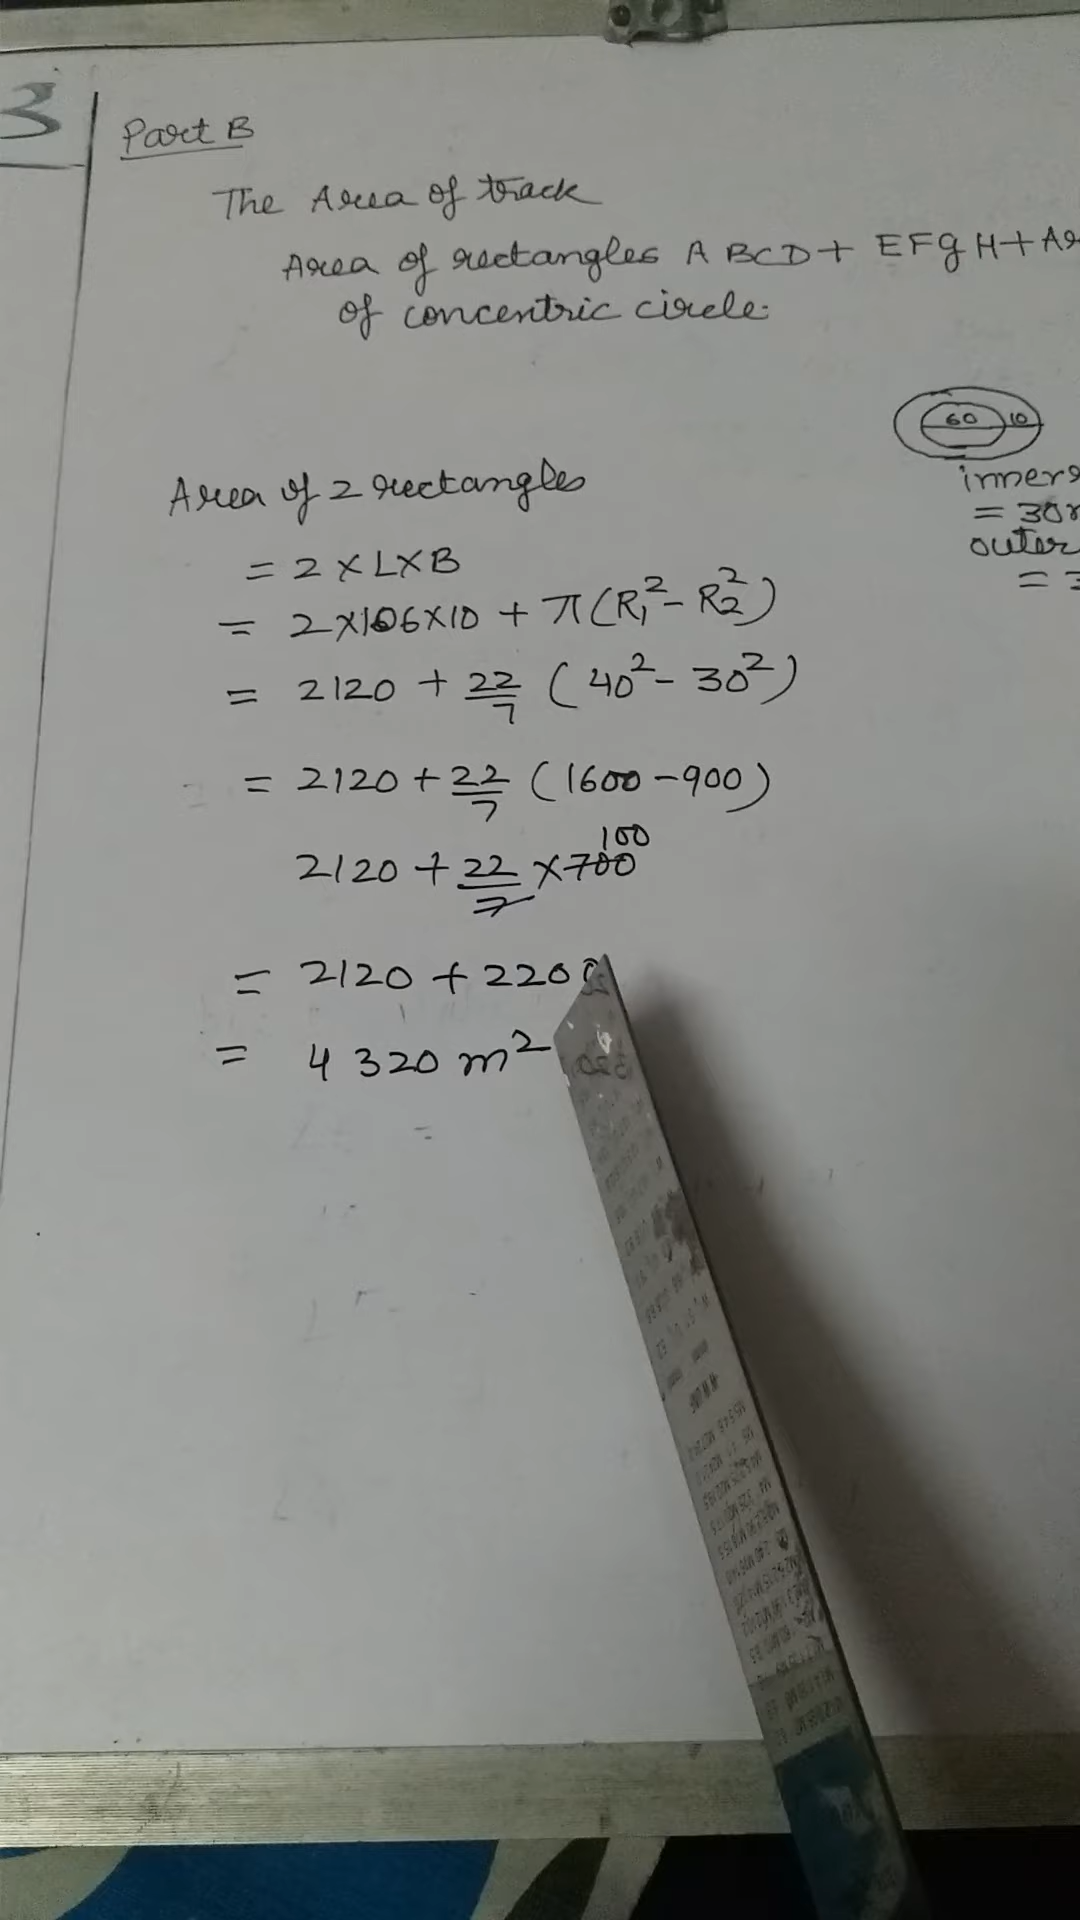 3
Part B
The Area of track
Area of rectangles ABCD + EFgH + Ar
of concentric circle.
60 10
inner
= 30
outer
=
Area of 2 rectangles
= 2 × L × B
= 2×106×10 + π(R₁² - R₂²)
= 2120 + 22/7 (40² - 30²)
= 2120 + 22/7 (1600 - 900)
100
2120 + 22/7 × 700
= 2120 + 2200
= 4320 m²